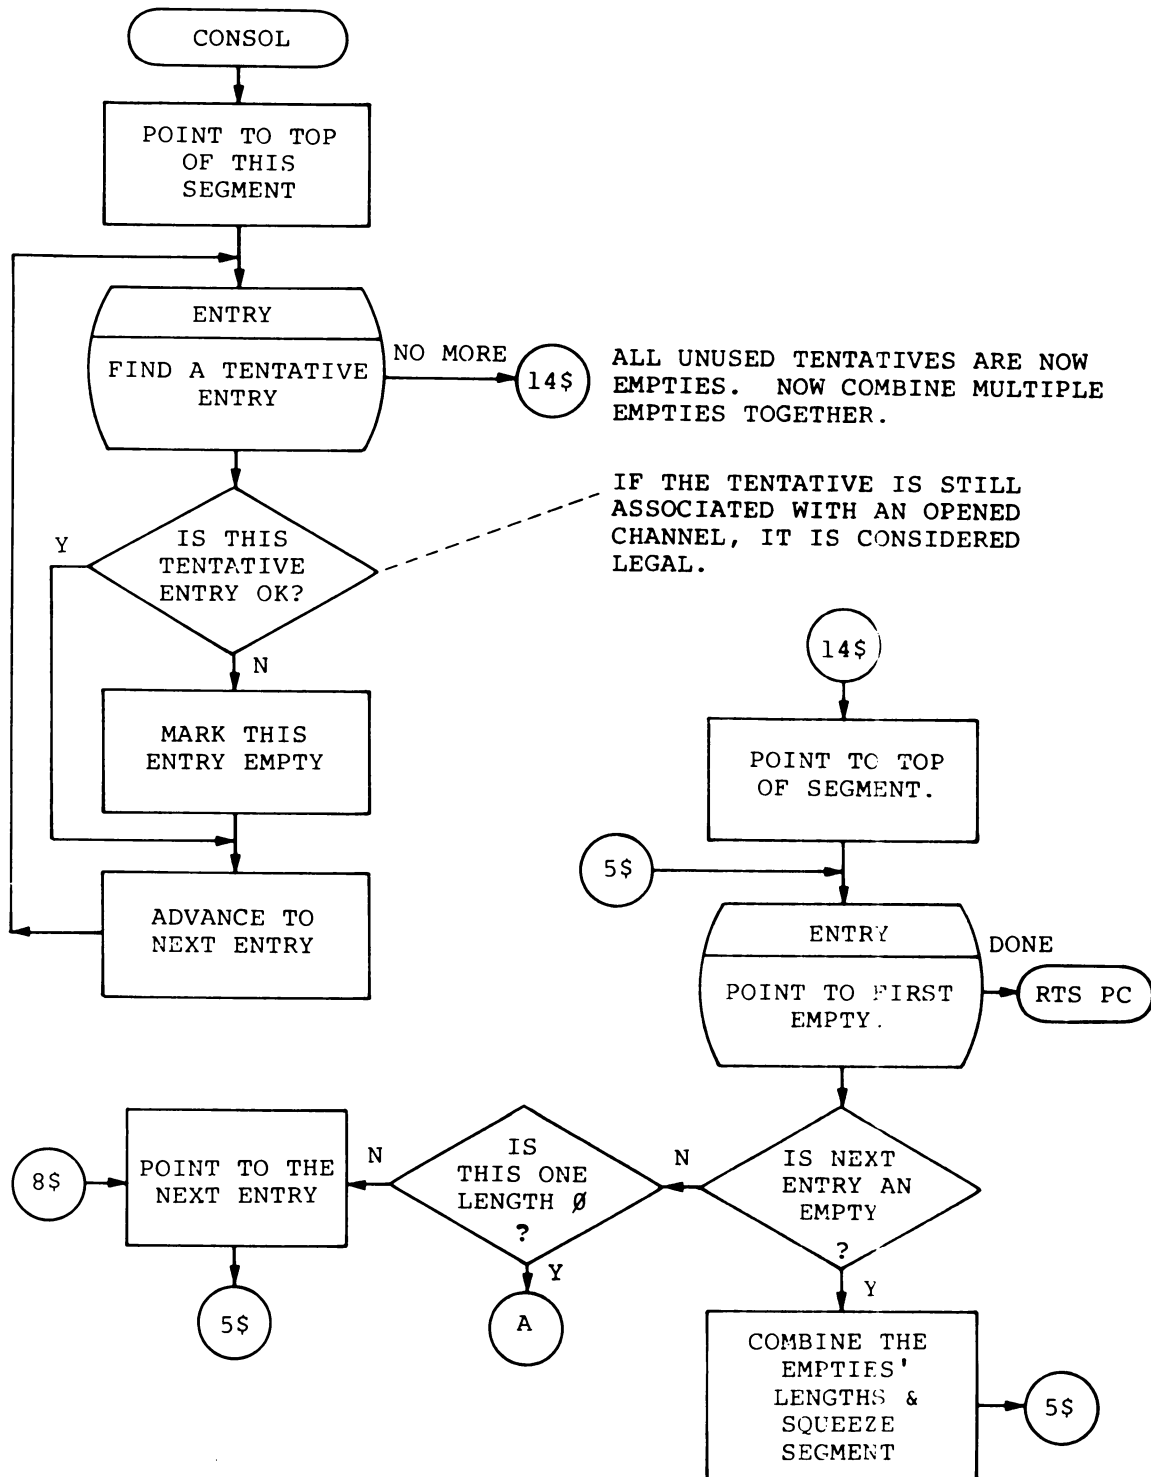 CONSOL
POINT TO TOP
OF THIS
SEGMENT
ENTRY
FIND A TENTATIVE
ENTRY
NO MORE
14$
ALL UNUSED TENTATIVES ARE NOW
EMPTIES. NOW COMBINE MULTIPLE
EMPTIES TOGETHER.
IF THE TENTATIVE IS STILL
ASSOCIATED WITH AN OPENED
CHANNEL, IT IS CONSIDERED
LEGAL.
Y
IS THIS
TENTATIVE
ENTRY OK?
N
MARK THIS
ENTRY EMPTY
ADVANCE TO
NEXT ENTRY
14$
POINT TO TOP
OF SEGMENT.
5$
ENTRY
DONE
POINT TO FIRST
EMPTY.
RTS PC
IS NEXT
ENTRY AN
EMPTY
?
N
Y
IS
THIS ONE
LENGTH Ø
?
N
Y
A
8$
POINT TO THE
NEXT ENTRY
5$
COMBINE THE
EMPTIES'
LENGTHS &
SQUEEZE
SEGMENT
5$